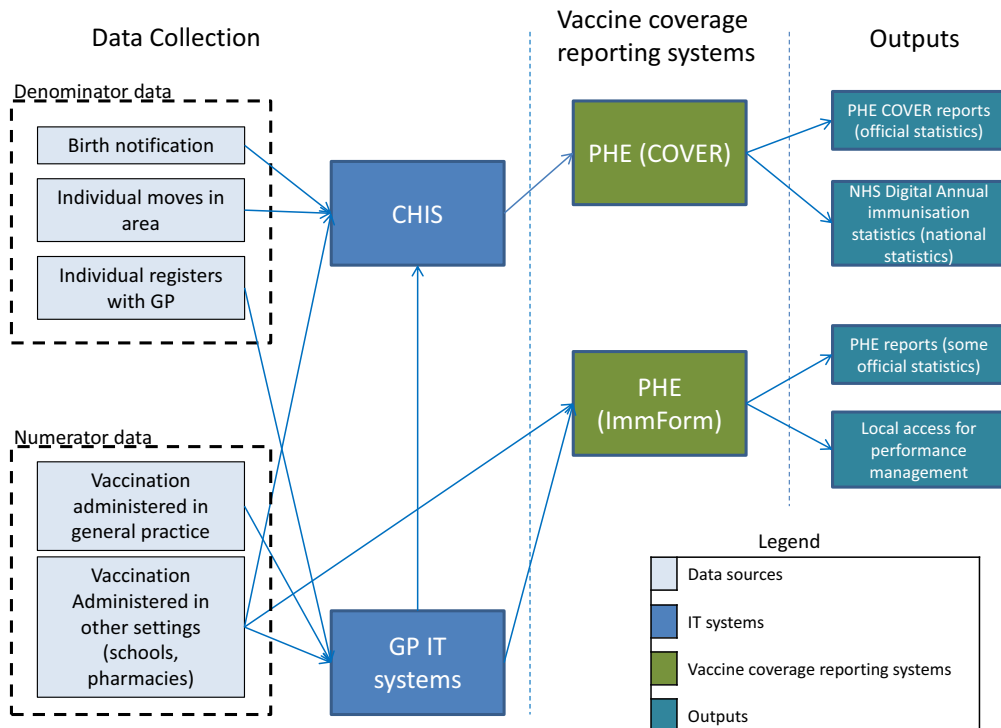 Data Collection
Vaccine coverage
reporting systems
Outputs
Denominator data
Birth notification
Individual moves in
area
Individual registers
with GP
Numerator data
Vaccination
administered in
general practice
Vaccination
Administered in
other settings
(schools,
pharmacies)
CHIS
GP IT
systems
PHE (COVER)
PHE
(ImmForm)
PHE COVER reports
(official statistics)
NHS Digital Annual
immunisation
statistics (national
statistics)
PHE reports (some
official statistics)
Local access for
performance
management
Legend
Data sources
IT systems
Vaccine coverage reporting systems
Outputs